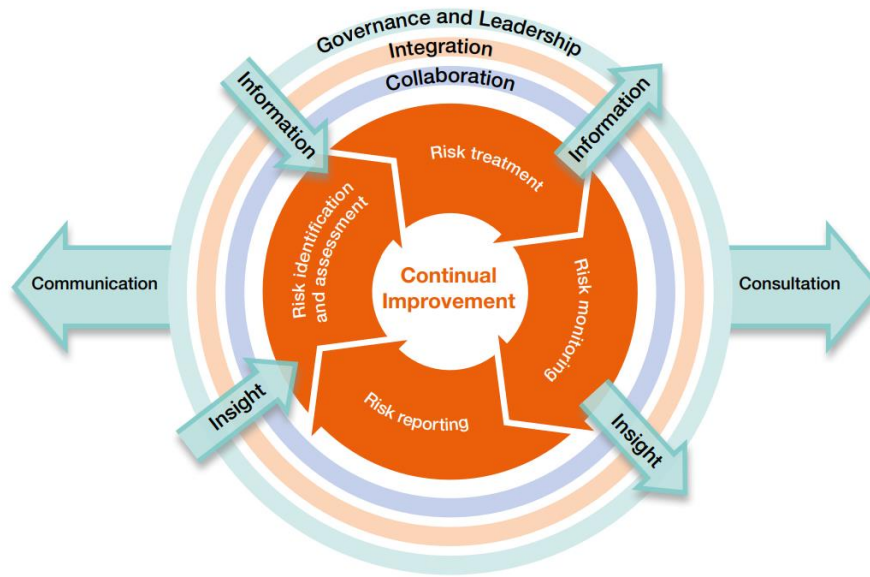 Governance and Leadership
Integration
Collaboration
Information
Information
Risk treatment
Risk identification
and assessment
Continual
Improvement
Risk monitoring
Communication
Consultation
Risk reporting
Insight
Insight